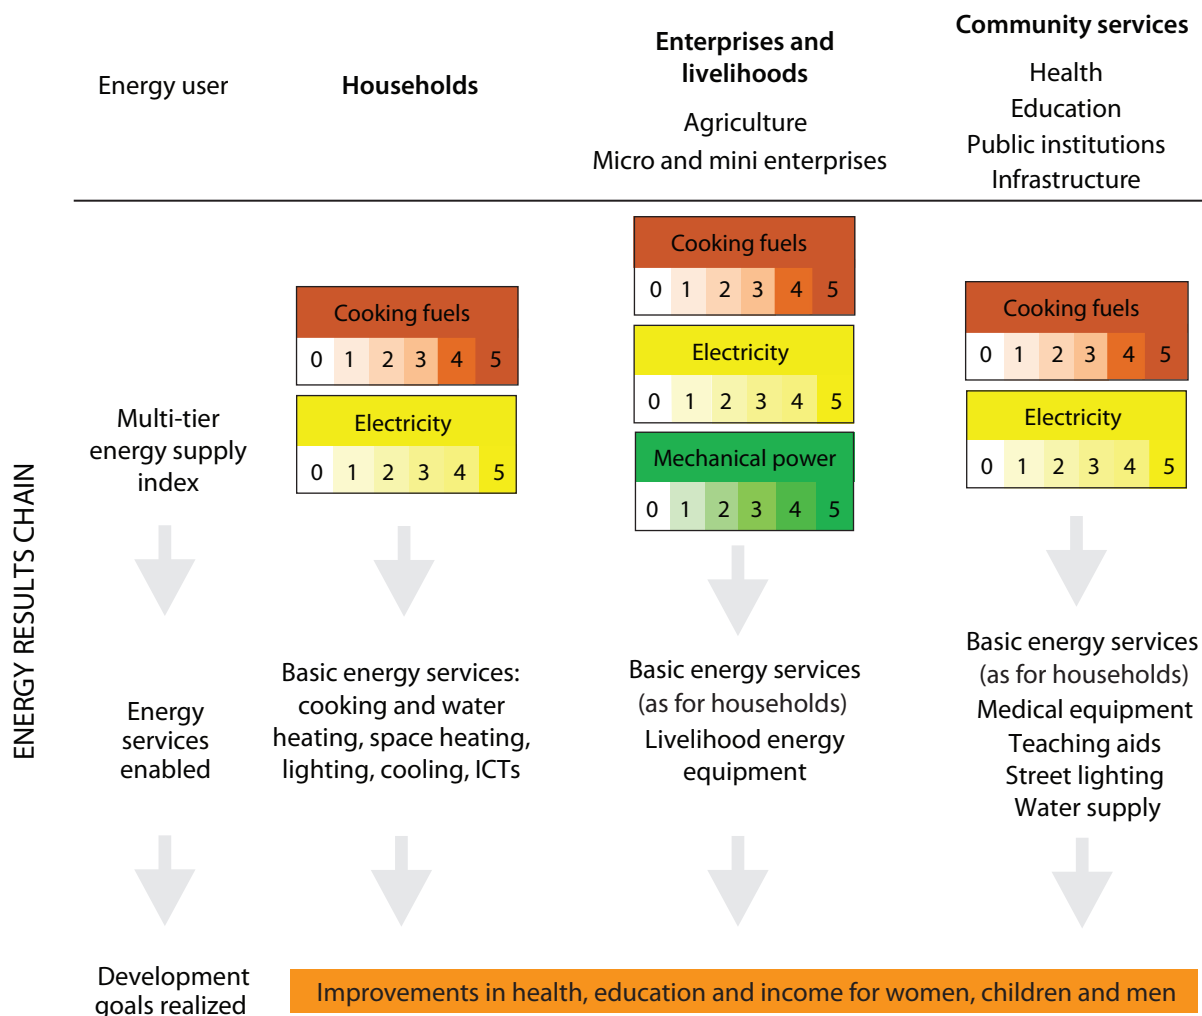 Energy user
Households
Enterprises and
livelihoods
Agriculture
Micro and mini enterprises
Community services
Health
Education
Public institutions
Infrastructure
ENERGY RESULTS CHAIN
Multi-tier
energy supply
index
Cooking fuels
0 1 2 3 4 5
Electricity
0 1 2 3 4 5
Cooking fuels
0 1 2 3 4 5
Electricity
0 1 2 3 4 5
Mechanical power
0 1 2 3 4 5
Cooking fuels
0 1 2 3 4 5
Electricity
0 1 2 3 4 5
Energy
services
enabled
Basic energy services:
cooking and water
heating, space heating,
lighting, cooling, ICTs
Basic energy services
(as for households)
Livelihood energy
equipment
Basic energy services
(as for households)
Medical equipment
Teaching aids
Street lighting
Water supply
Development
goals realized
Improvements in health, education and income for women, children and men